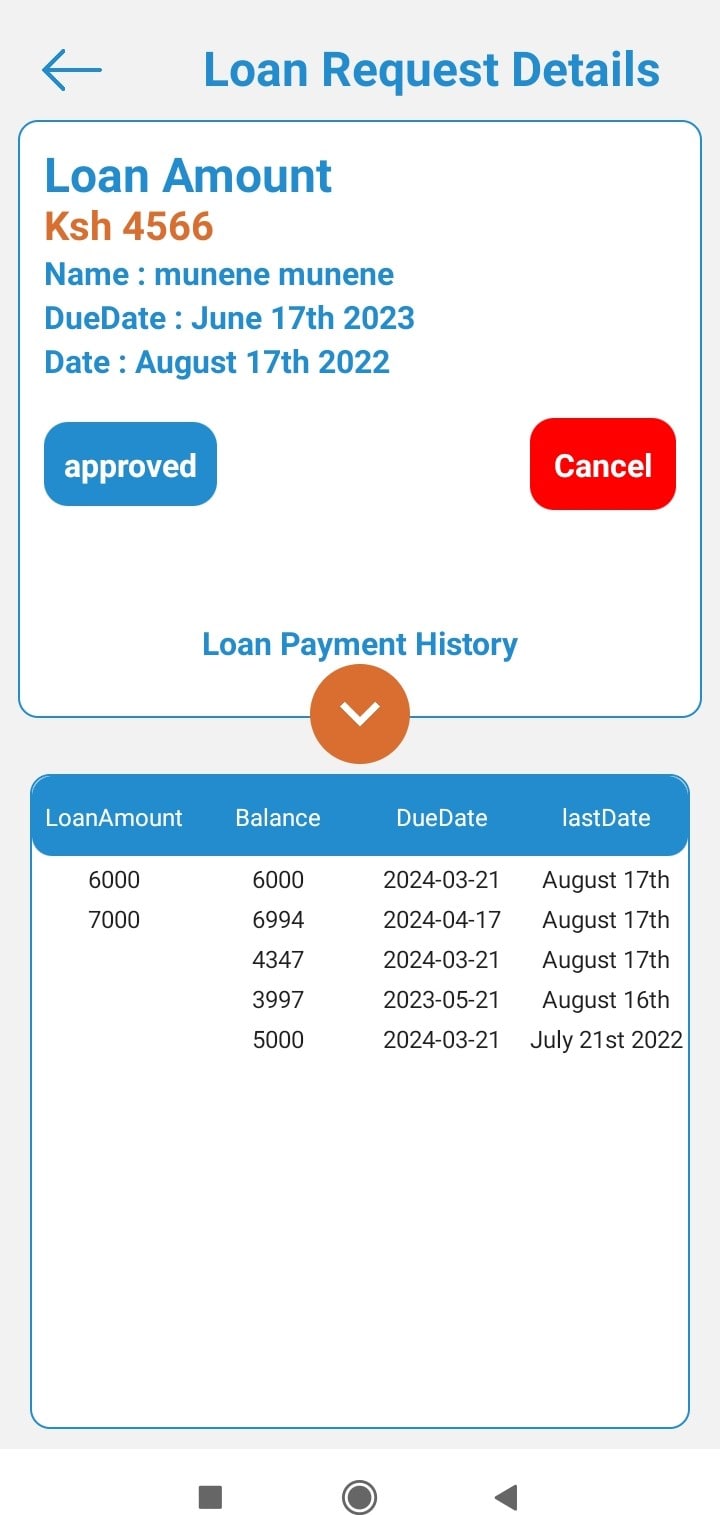 Loan Request Details
Loan Amount
Ksh 4566
Name : munene munene
DueDate : June 17th 2023
Date : August 17th 2022
approved Cancel
Loan Payment History
LoanAmount Balance DueDate lastDate
6000 6000 2024-03-21 August 17th
7000 6994 2024-04-17 August 17th
4347 2024-03-21 August 17th
3997 2023-05-21 August 16th
5000 2024-03-21 July 21st 2022